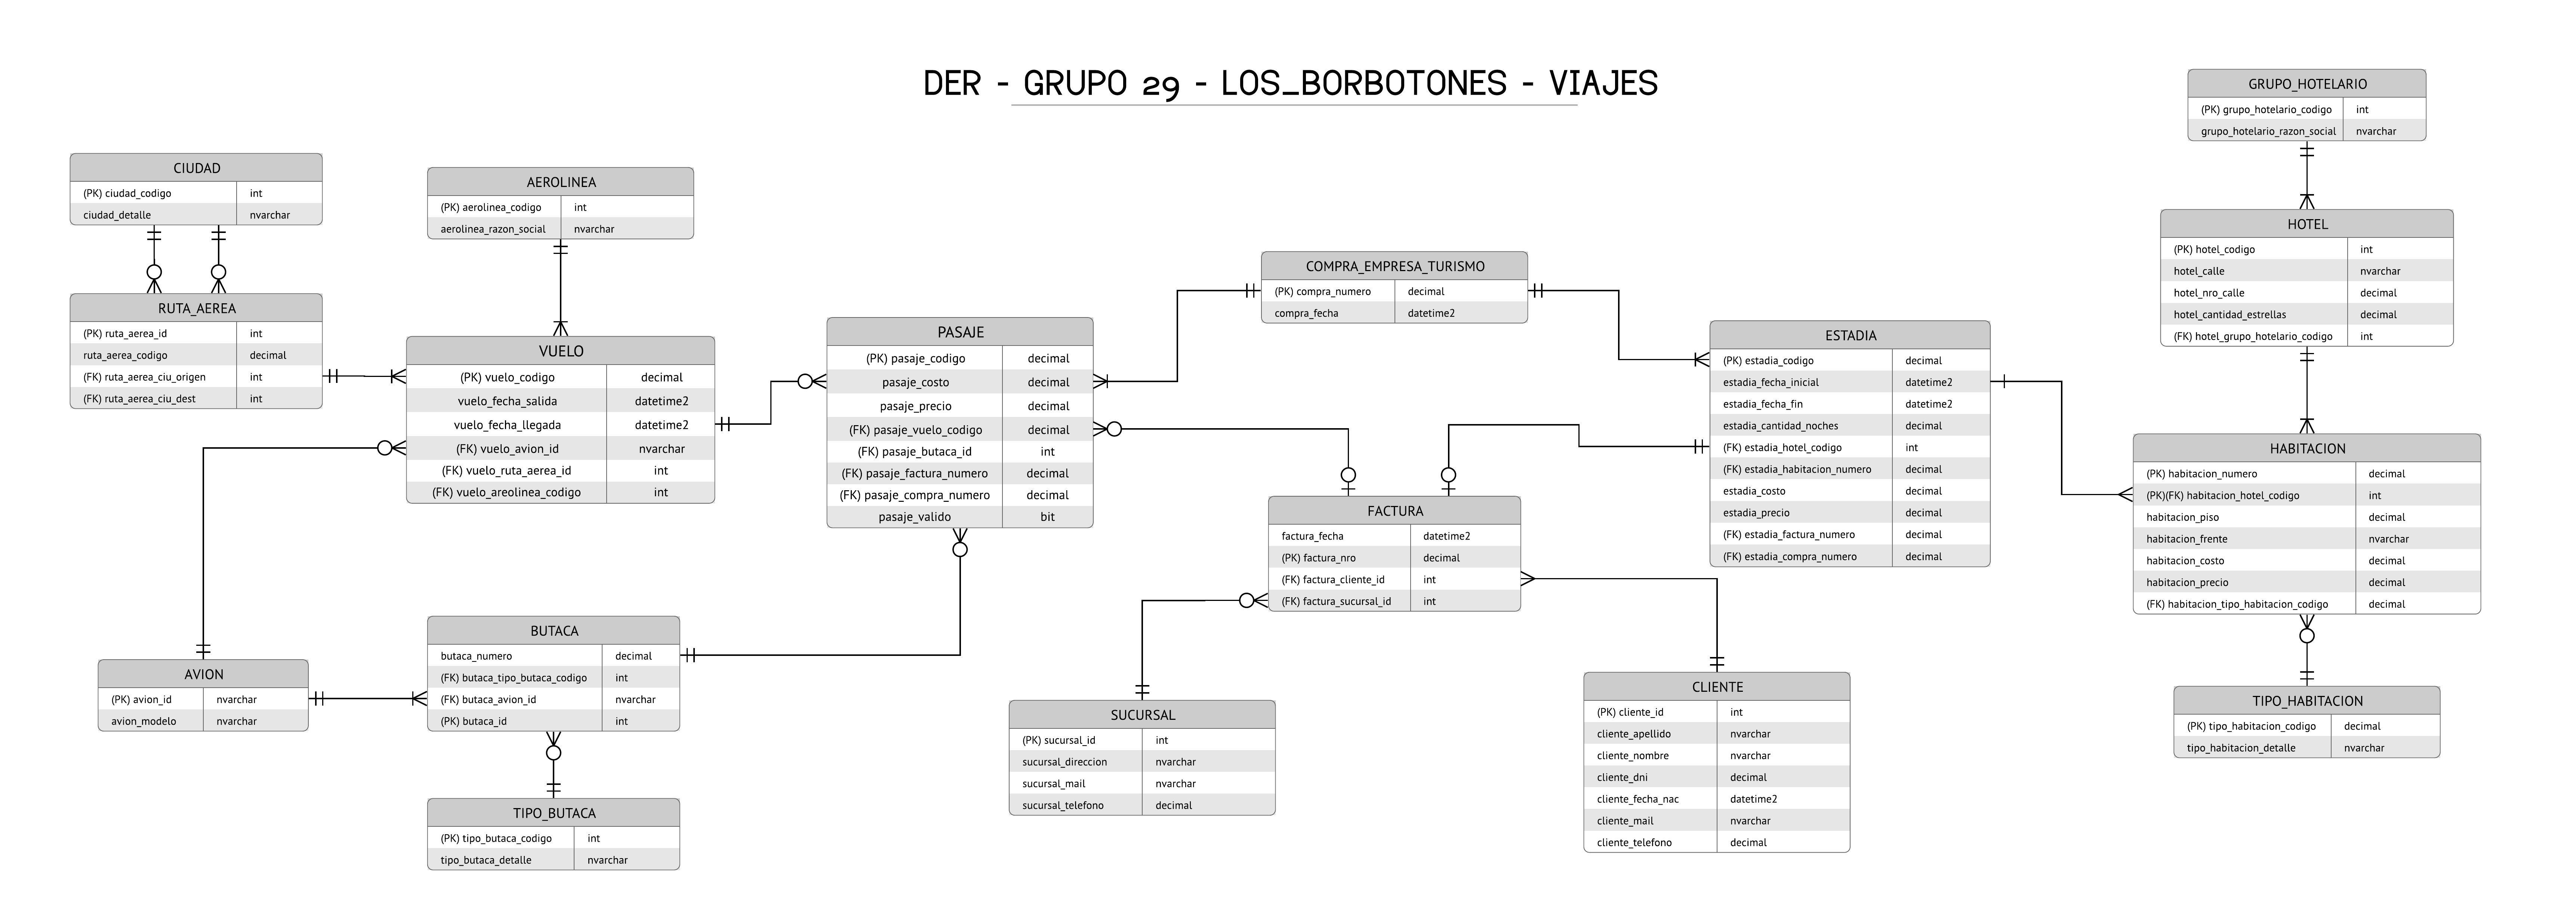 DER - GRUPO 29 - LOS_BORBOTONES - VIAJES
CIUDAD
(PK) ciudad_codigo int
ciudad_detalle nvarchar
RUTA_AEREA
(PK) ruta_aerea_id int
ruta_aerea_codigo decimal
(FK) ruta_aerea_ciu_origen int
(FK) ruta_aerea_ciu_dest int
AEROLINEA
(PK) aerolinea_codigo int
aerolinea_razon_social nvarchar
VUELO
(PK) vuelo_codigo decimal
vuelo_fecha_salida datetime2
vuelo_fecha_llegada datetime2
(FK) vuelo_avion_id nvarchar
(FK) vuelo_ruta_aerea_id int
(FK) vuelo_areolinea_codigo int
AVION
(PK) avion_id nvarchar
avion_modelo nvarchar
BUTACA
butaca_numero decimal
(FK) butaca_tipo_butaca_codigo int
(FK) butaca_avion_id nvarchar
(PK) butaca_id int
TIPO_BUTACA
(PK) tipo_butaca_codigo int
tipo_butaca_detalle nvarchar
PASAJE
(PK) pasaje_codigo decimal
pasaje_costo decimal
pasaje_precio decimal
(FK) pasaje_vuelo_codigo decimal
(FK) pasaje_butaca_id int
(FK) pasaje_factura_numero decimal
(FK) pasaje_compra_numero decimal
pasaje_valido bit
COMPRA_EMPRESA_TURISMO
(PK) compra_numero decimal
compra_fecha datetime2
FACTURA
factura_fecha datetime2
(PK) factura_nro decimal
(FK) factura_cliente_id int
(FK) factura_sucursal_id int
SUCURSAL
(PK) sucursal_id int
sucursal_direccion nvarchar
sucursal_mail nvarchar
sucursal_telefono decimal
CLIENTE
(PK) cliente_id int
cliente_apellido nvarchar
cliente_nombre nvarchar
cliente_dni decimal
cliente_fecha_nac datetime2
cliente_mail nvarchar
cliente_telefono decimal
ESTADIA
(PK) estadia_codigo decimal
estadia_fecha_inicial datetime2
estadia_fecha_fin datetime2
estadia_cantidad_noches decimal
(FK) estadia_hotel_codigo int
(FK) estadia_habitacion_numero decimal
estadia_costo decimal
estadia_precio decimal
(FK) estadia_factura_numero decimal
(FK) estadia_compra_numero decimal
GRUPO_HOTELARIO
(PK) grupo_hotelario_codigo int
grupo_hotelario_razon_social nvarchar
HOTEL
(PK) hotel_codigo int
hotel_calle nvarchar
hotel_nro_calle decimal
hotel_cantidad_estrellas decimal
(FK) hotel_grupo_hotelario_codigo int
HABITACION
(PK) habitacion_numero decimal
(PK)(FK) habitacion_hotel_codigo int
habitacion_piso decimal
habitacion_frente nvarchar
habitacion_costo decimal
habitacion_precio decimal
(FK) habitacion_tipo_habitacion_codigo decimal
TIPO_HABITACION
(PK) tipo_habitacion_codigo decimal
tipo_habitacion_detalle nvarchar